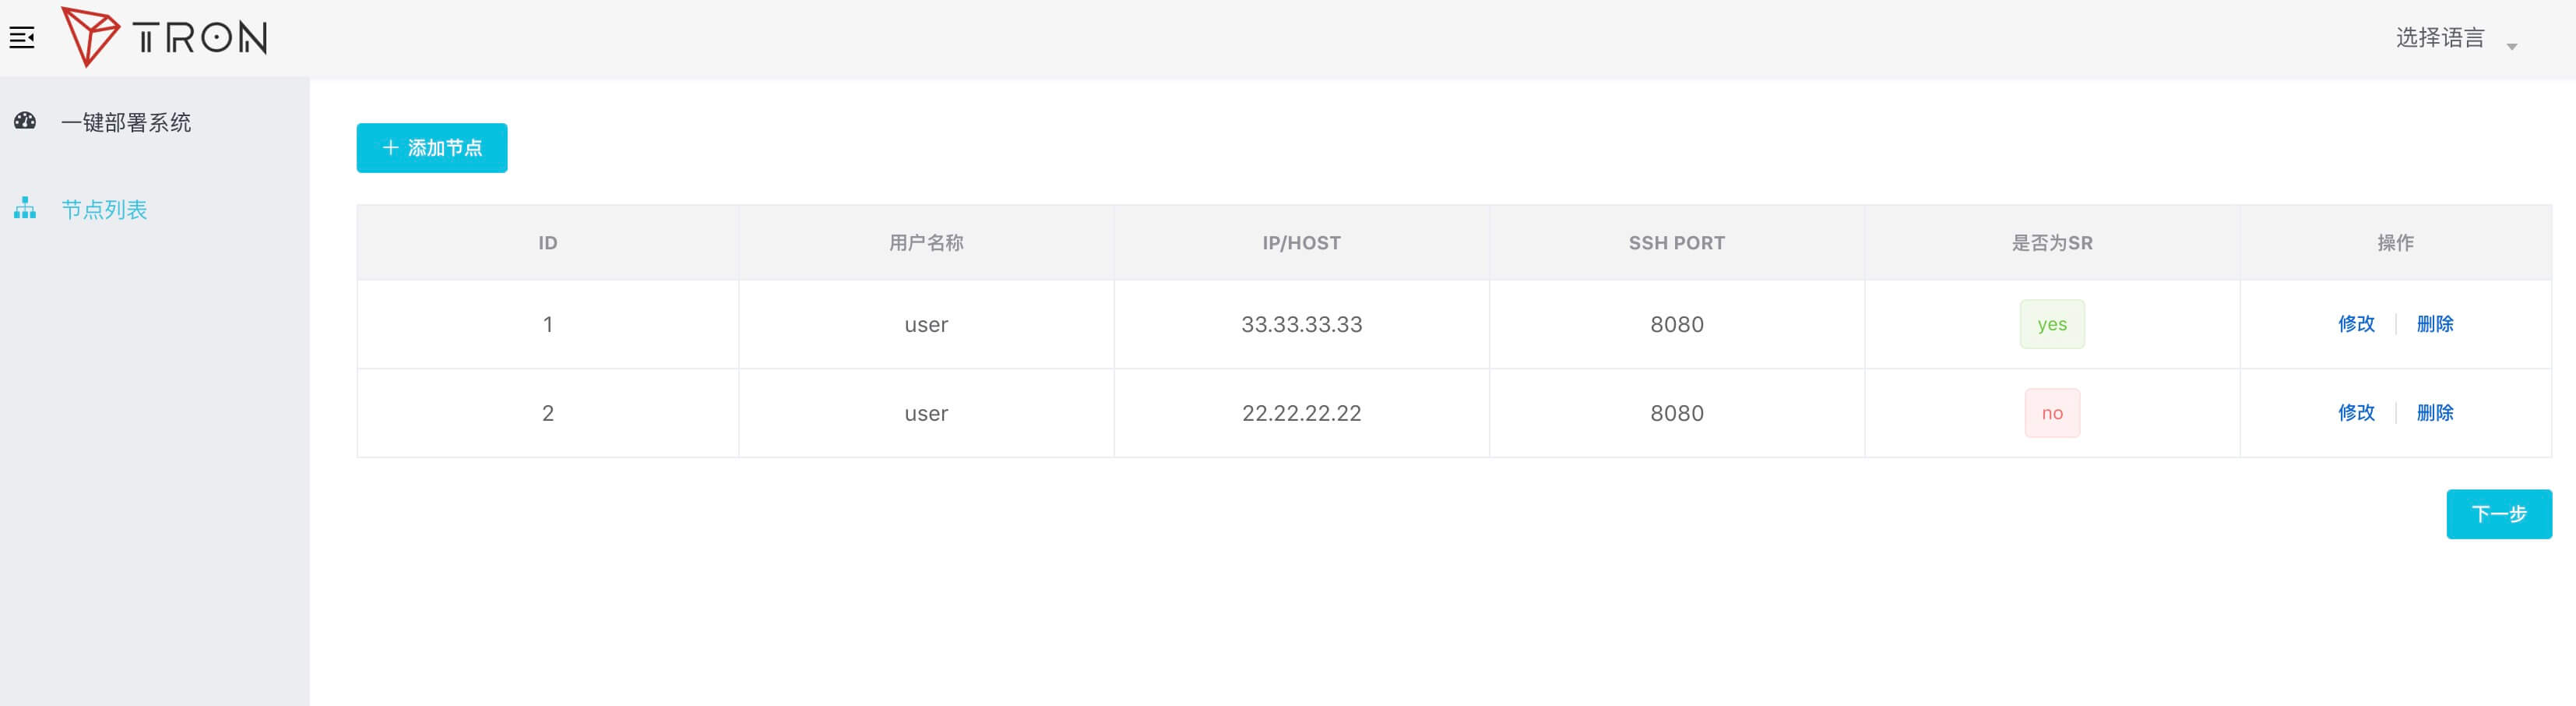 TRON 选择语言
一键部署系统
节点列表
+ 添加节点
ID 用户名称 IP/HOST SSH PORT 是否为SR 操作
1 user 33.33.33.33 8080 yes 修改 删除
2 user 22.22.22.22 8080 no 修改 删除
下一步